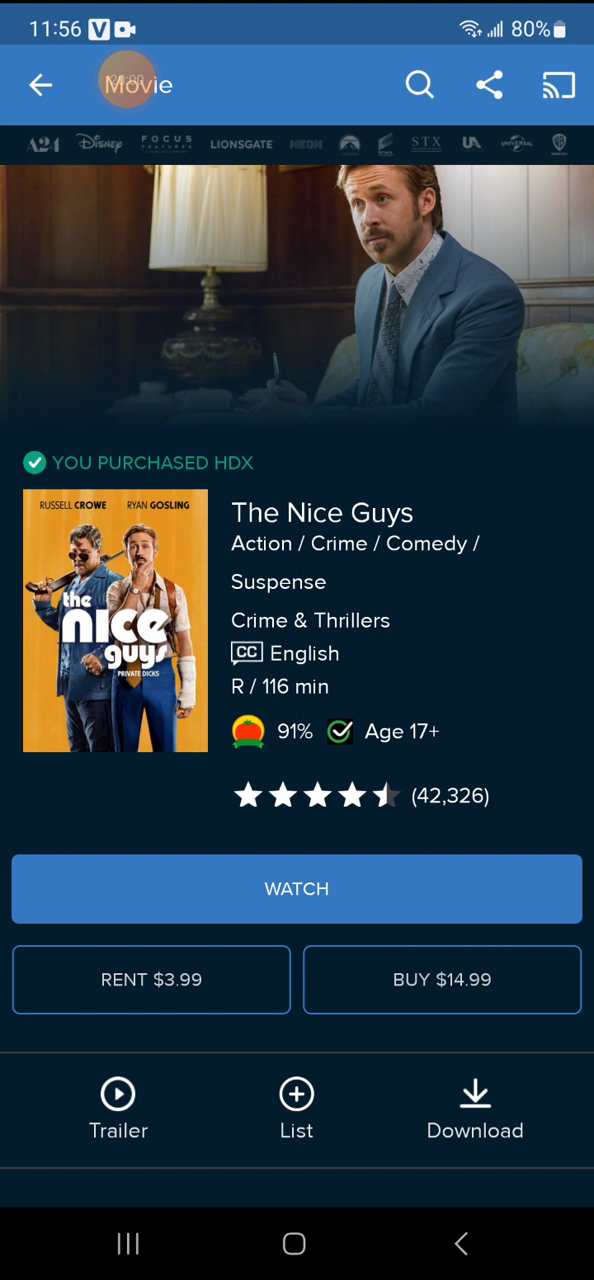 11:56 V 80%
Movie
20:00
A24 DISNEY FOCUS FEATURES LIONSGATE NEON STX UA UNIVERSAL
YOU PURCHASED HDX
RUSSELL CROWE RYAN GOSLING
the
nice
guys
PRIVATE DICKS
The Nice Guys
Action / Crime / Comedy /
Suspense
Crime & Thrillers
CC English
R / 116 min
91% Age 17+
(42,326)
WATCH
RENT $3.99 BUY $14.99
Trailer List Download